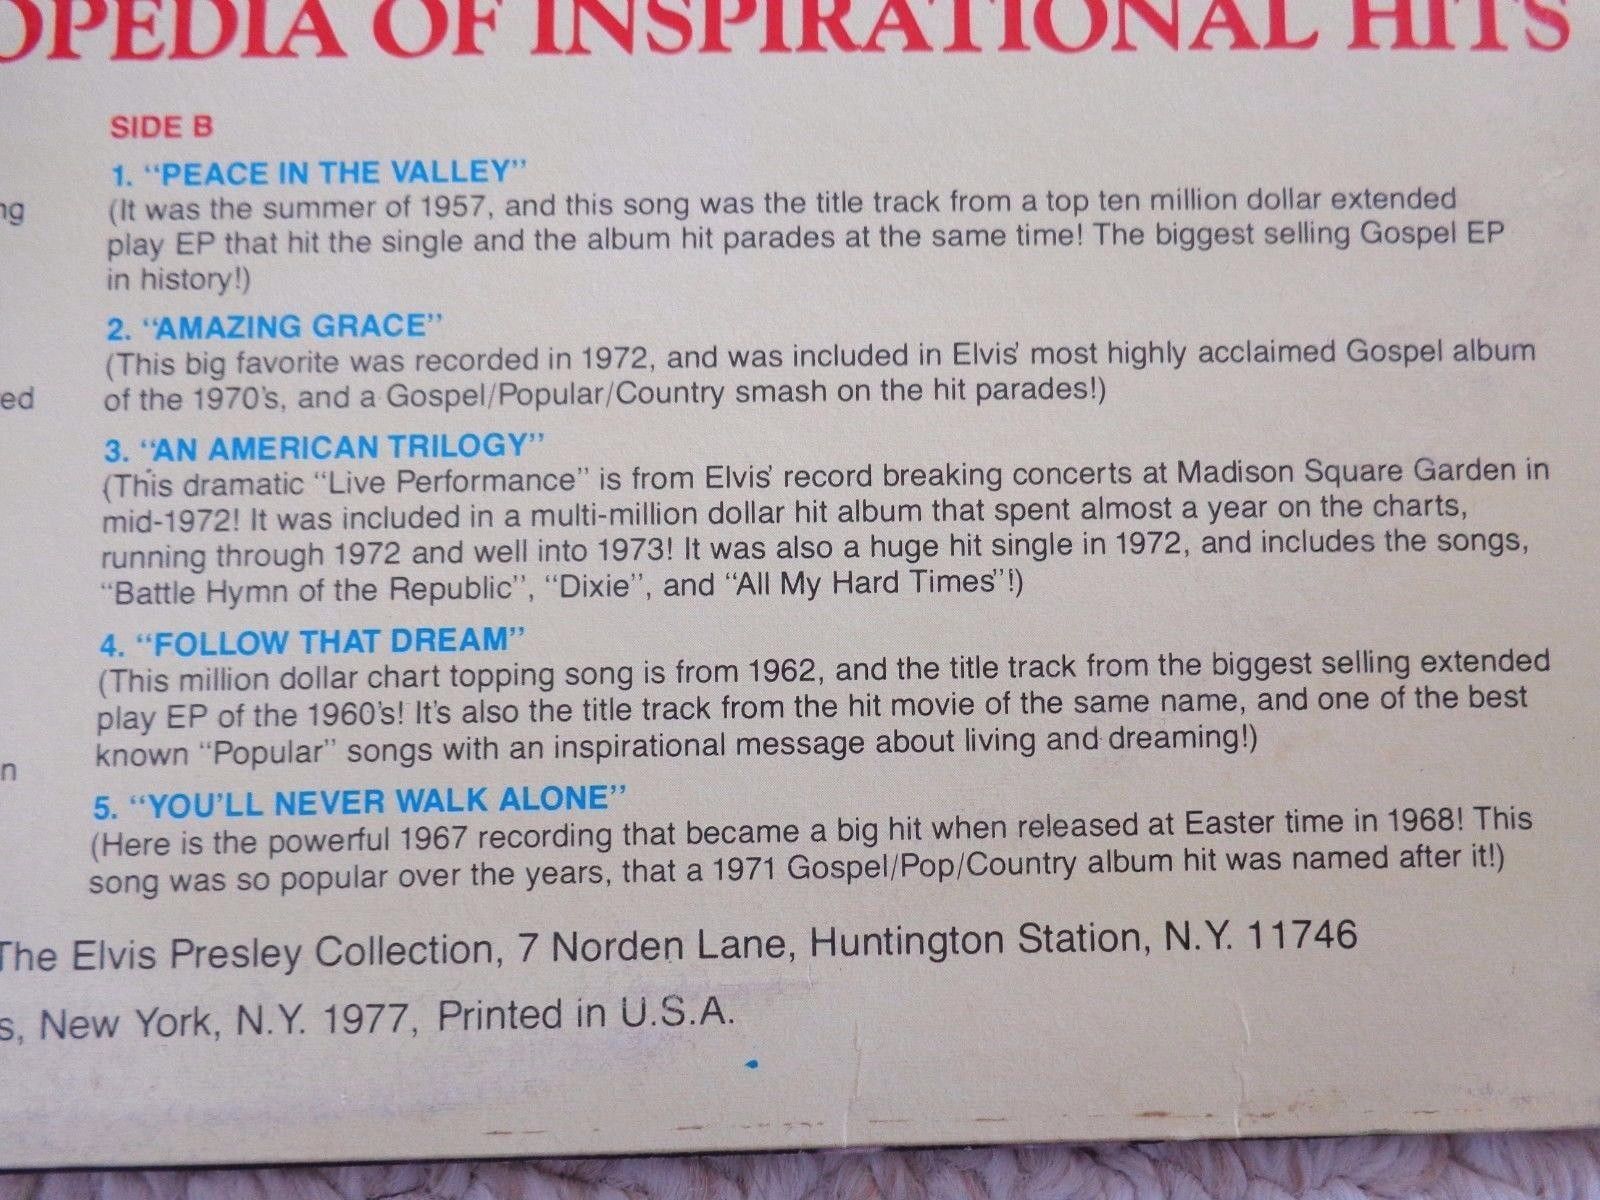 OPEDIA OF INSPIRATIONAL HITS
SIDE B
1. "PEACE IN THE VALLEY"
(It was the summer of 1957, and this song was the title track from a top ten million dollar extended
play EP that hit the single and the album hit parades at the same time! The biggest selling Gospel EP
in history!)
2. "AMAZING GRACE"
(This big favorite was recorded in 1972, and was included in Elvis' most highly acclaimed Gospel album
of the 1970's, and a Gospel/Popular/Country smash on the hit parades!)
3. "AN AMERICAN TRILOGY"
(This dramatic "Live Performance" is from Elvis' record breaking concerts at Madison Square Garden in
mid-1972! It was included in a multi-million dollar hit album that spent almost a year on the charts,
running through 1972 and well into 1973! It was also a huge hit single in 1972, and includes the songs,
"Battle Hymn of the Republic", "Dixie", and "All My Hard Times"!)
4. "FOLLOW THAT DREAM"
(This million dollar chart topping song is from 1962, and the title track from the biggest selling extended
play EP of the 1960's! It's also the title track from the hit movie of the same name, and one of the best
known "Popular" songs with an inspirational message about living and dreaming!)
5. "YOU'LL NEVER WALK ALONE"
(Here is the powerful 1967 recording that became a big hit when released at Easter time in 1968! This
song was so popular over the years, that a 1971 Gospel/Pop/Country album hit was named after it!)
The Elvis Presley Collection, 7 Norden Lane, Huntington Station, N.Y. 11746
s, New York, N.Y. 1977, Printed in U.S.A.
ng
ed
n